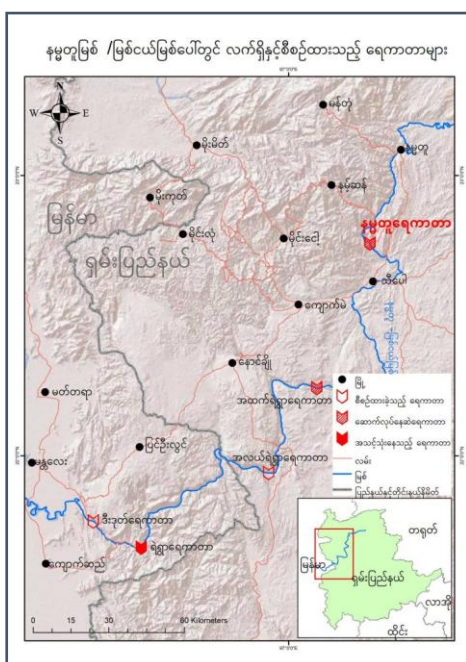 နမ္မတူမြစ် /မြစ်ငယ်မြစ်ပေါ်တွင် လက်ရှိနှင့်စီစဉ်ထားသည့် ရေကာတာများ
N
W E
S
မန်တုံ
မိုးမိတ်
နမ္မတူ
နမ့်ဆန်
မိုးကုတ်
မြန်မာ
မိုင်းလုံ
မိုင်းငေါ့
နမ္မတူရေကာတာ
ရှမ်းပြည်နယ်
သီပေါ
ကျောက်မဲ
နောင်ချို
အထက်ရဲရွာရေကာတာ
မတ္တရာ
ပြင်ဦးလွင်
အလယ်ရဲရွာရေကာတာ
မန္တလေး
ဒီးဒုတ်ရေကာတာ
ရဲရွာရေကာတာ
ကျောက်ဆည်
မြို့
စီစဉ်ထားခဲ့သည့် ရေကာတာ
ဆောက်လုပ်နေဆဲရေကာတာ
အသင့်သုံးနေသည့် ရေကာတာ
လမ်း
မြစ်
ပြည်နယ်နှင့်တိုင်းနယ်နိမိတ်
တရုတ်
မြန်မာ
ရှမ်းပြည်နယ်
လာအို
ထိုင်း
0 15 30 60 Kilometers